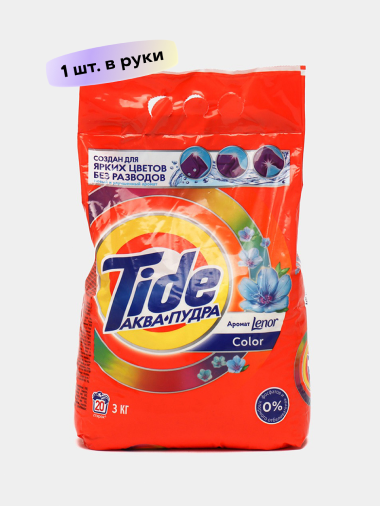 1 шт. в руки
СОЗДАН ДЛЯ
ЯРКИХ ЦВЕТОВ
БЕЗ РАЗВОДОВ
Tide
АКВА-ПУДРА
Аромат Lenor
Color
20
3 КГ
0%